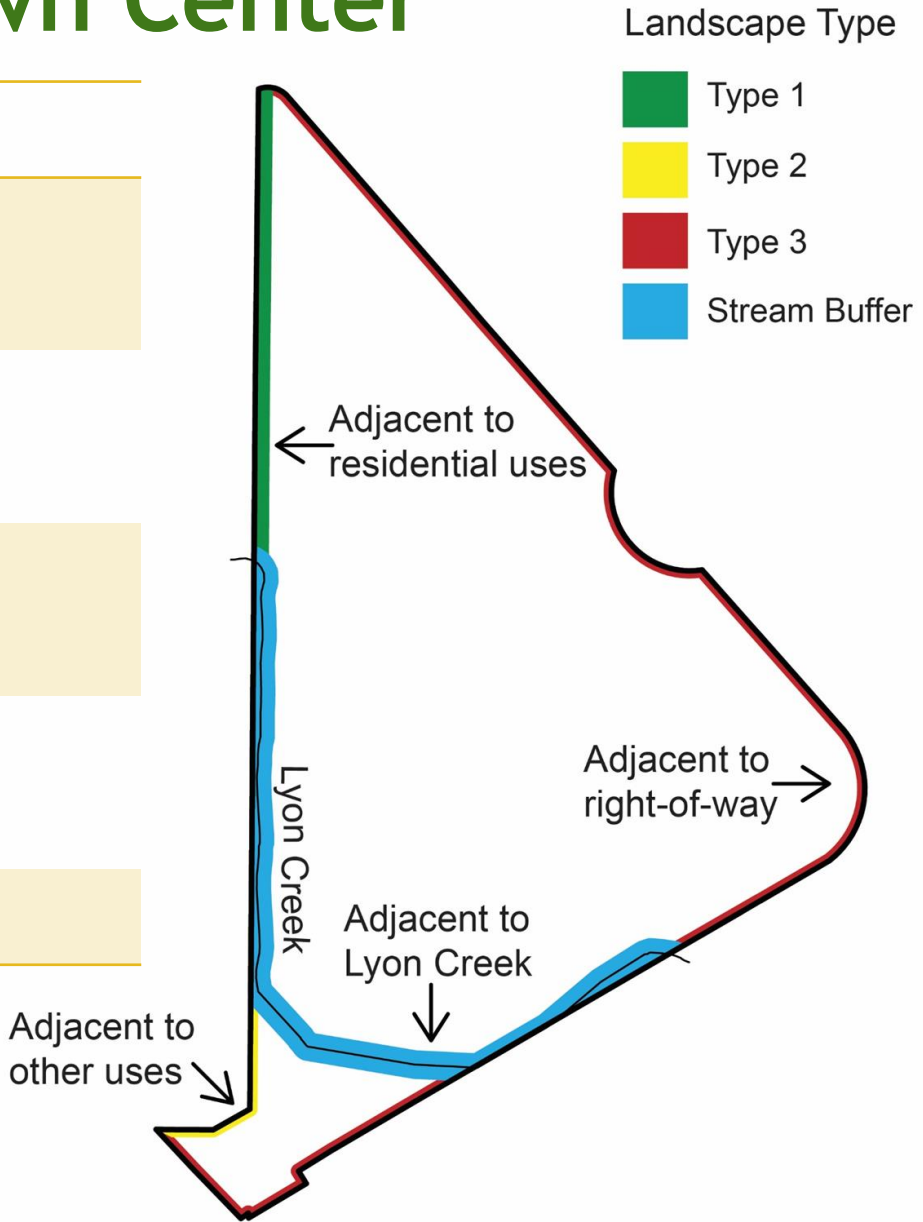 Center
Landscape Type
Type 1
Type 2
Type 3
Stream Buffer
Adjacent to
residential uses
Adjacent to
right-of-way
Lyon Creek
Adjacent to
Lyon Creek
Adjacent to
other uses